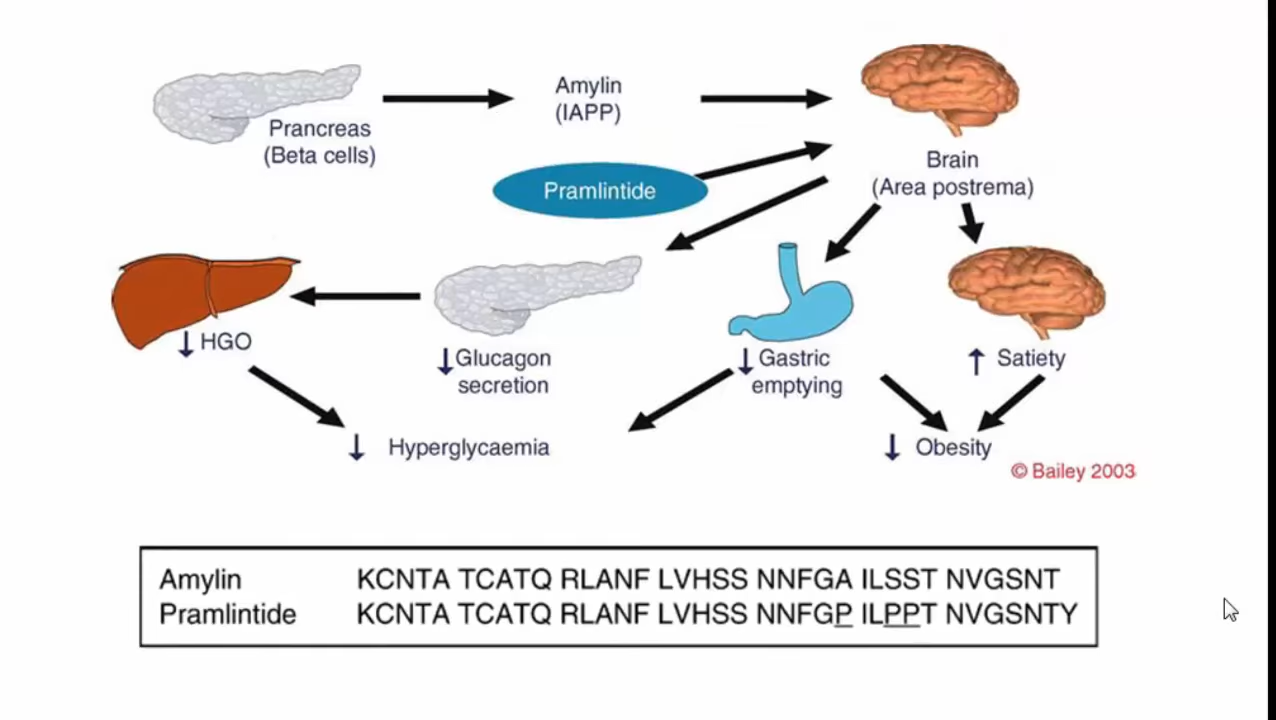 Amylin
(IAPP)
Prancreas
(Beta cells)
Brain
(Area postrema)
Pramlintide
↓ HGO
↓ Glucagon
secretion
↓ Gastric
emptying
↑ Satiety
↓ Hyperglycaemia
↓ Obesity
© Bailey 2003
Amylin KCNTA TCATQ RLANF LVHSS NNFGA ILSST NVGSNT
Pramlintide KCNTA TCATQ RLANF LVHSS NNFGP ILPPT NVGSNTY